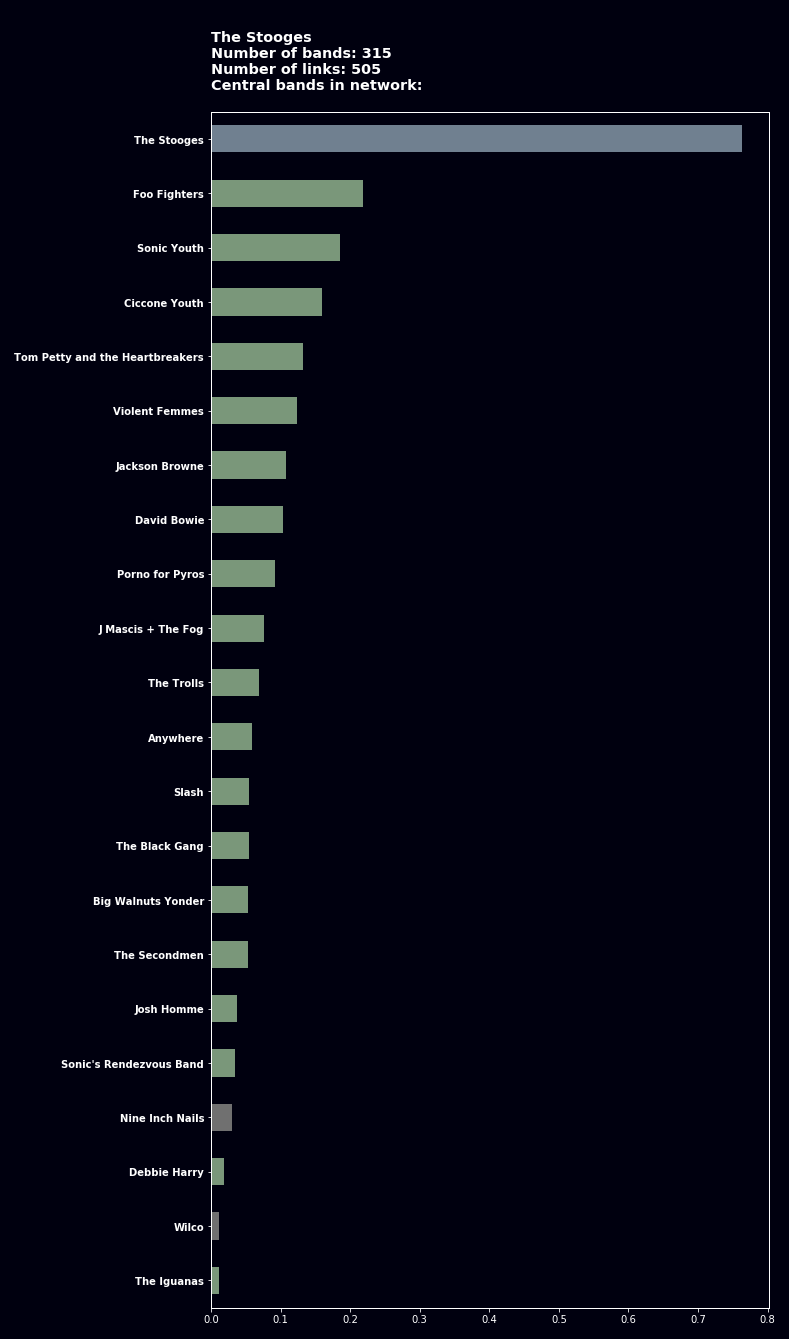 The Stooges
Number of bands: 315
Number of links: 505
Central bands in network:
The Stooges
Foo Fighters
Sonic Youth
Ciccone Youth
Tom Petty and the Heartbreakers
Violent Femmes
Jackson Browne
David Bowie
Porno for Pyros
J Mascis + The Fog
The Trolls
Anywhere
Slash
The Black Gang
Big Walnuts Yonder
The Secondmen
Josh Homme
Sonic's Rendezvous Band
Nine Inch Nails
Debbie Harry
Wilco
The Iguanas
0.0 0.1 0.2 0.3 0.4 0.5 0.6 0.7 0.8